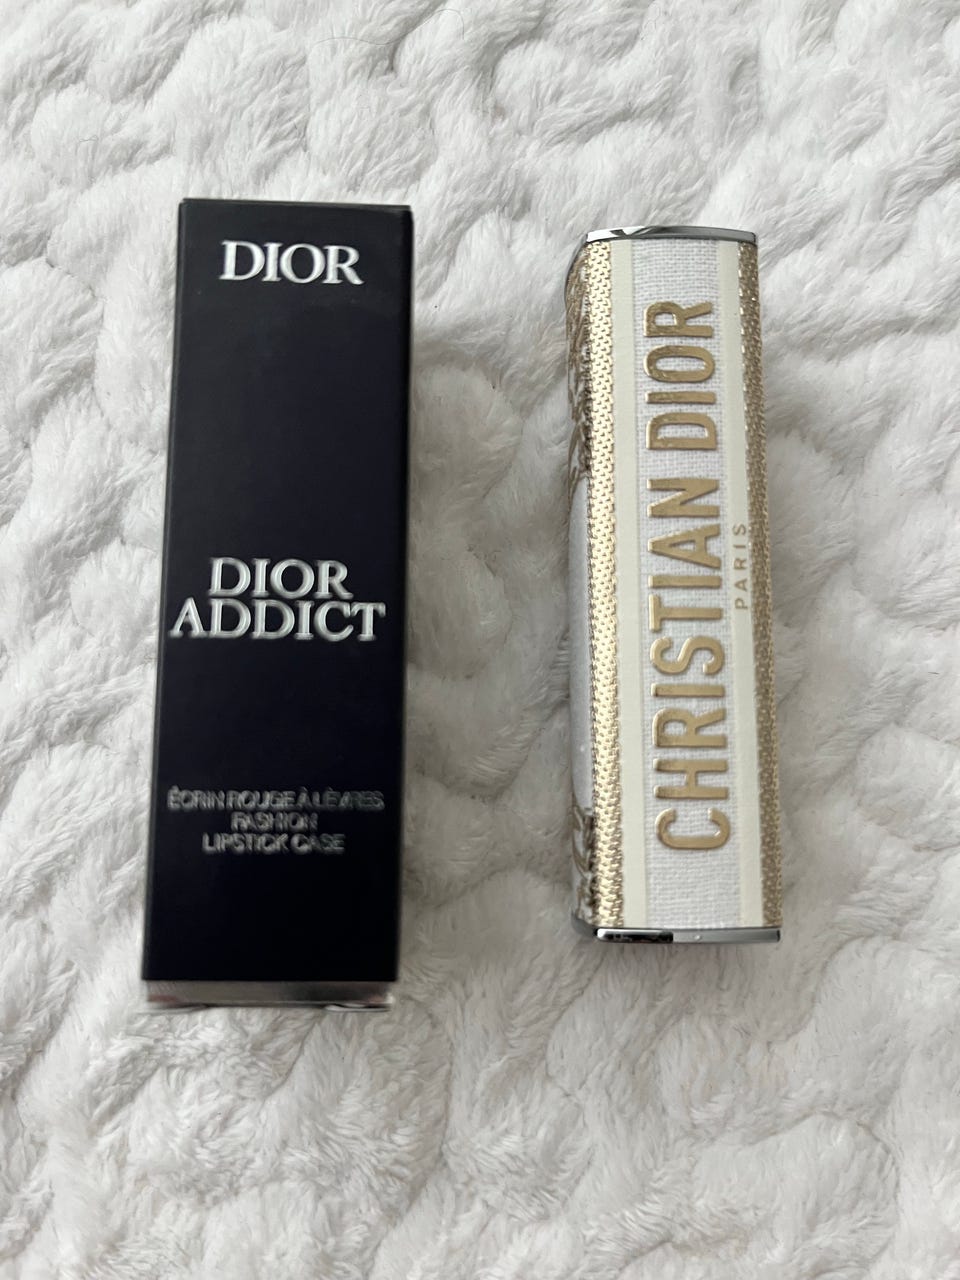 DIOR
DIOR
ADDICT
ÉCRIN ROUGE À LÈVRES
FASHION
LIPSTICK CASE
CHRISTIAN DIOR
PARIS